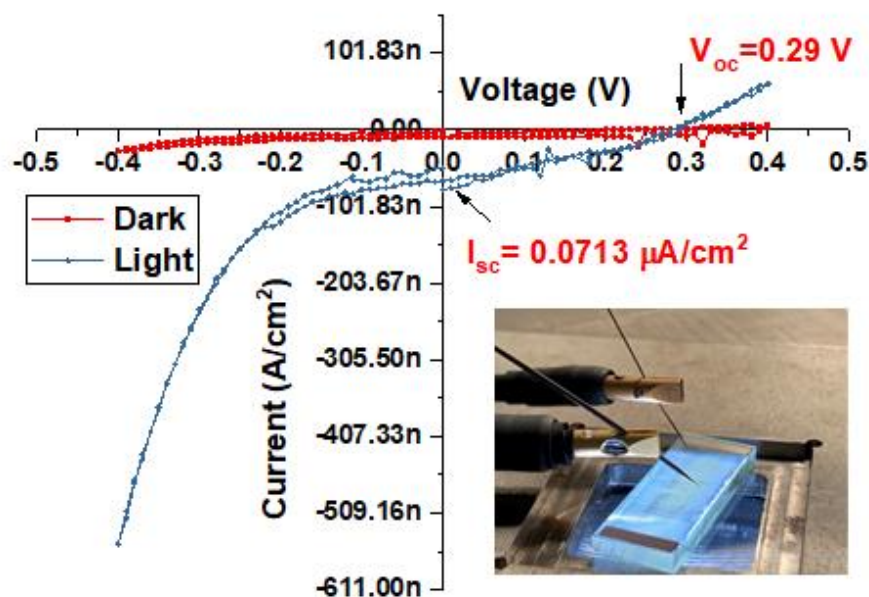 101.83n
V_oc=0.29 V
Voltage (V)
0.00
-0.5 -0.4 -0.3 -0.2 -0.1 0.0 0.1 0.2 0.3 0.4 0.5
Dark
Light
-101.83n
I_sc= 0.0713 μA/cm²
-203.67n
-305.50n
-407.33n
-509.16n
-611.00n
Current (A/cm²)